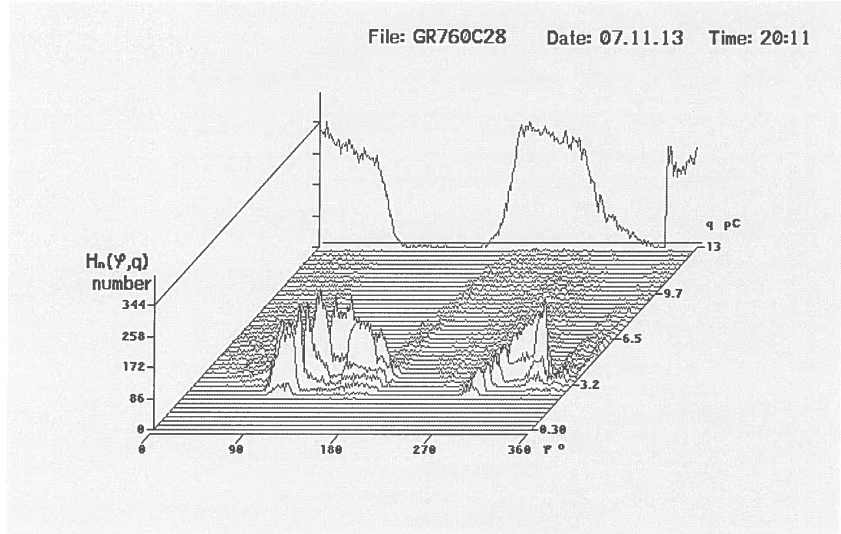 File: GR760C28 Date: 07.11.13 Time: 20:11
q pC
13
9.7
6.5
3.2
0.30
Hn(φ,q)
number
344
258
172
86
0
0 90 180 270 360 φ °